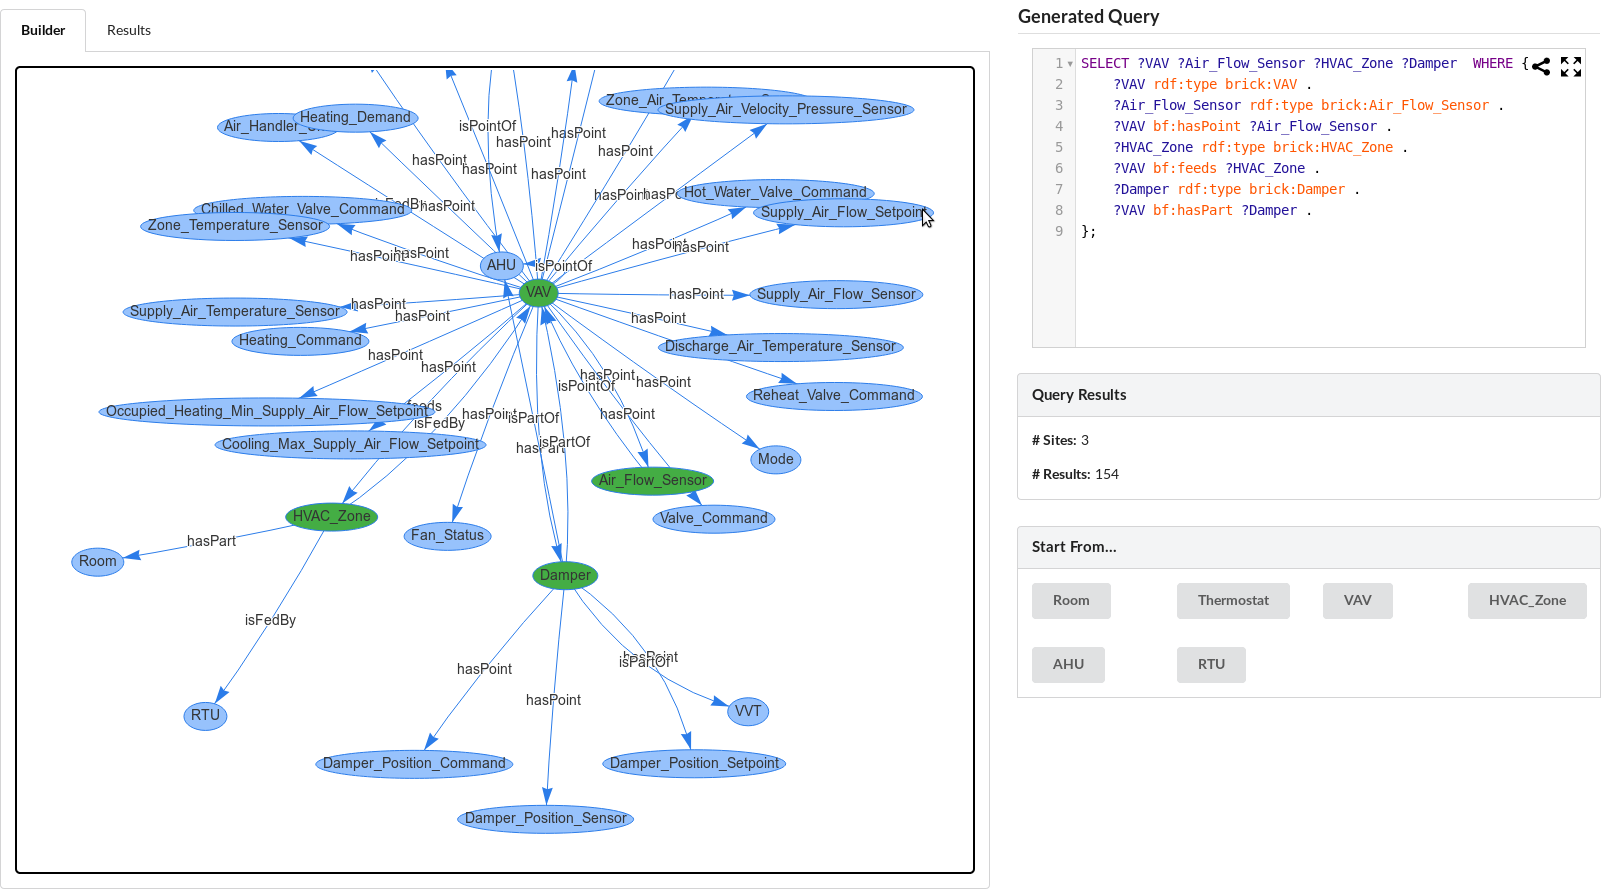 Builder
Results
Zone_Air_
Supply_Air_Velocity_Pressure_Sensor
Heating_Demand
Air_Handler_
isPointOf
hasPoint
hasPoint
hasPoint
hasPoint
hasPoint
hasPoint
hasPoint
Hot_Water_Valve_Command
Chilled_Water_Valve_Command
hasPoint
Supply_Air_Flow_Setpoint
Zone_Temperature_Sensor
hasPoint
hasPoint
hasPoint
hasPoint
AHU
isPointOf
VAV
hasPoint
Supply_Air_Flow_Sensor
hasPoint
Supply_Air_Temperature_Sensor
hasPoint
hasPoint
Heating_Command
Discharge_Air_Temperature_Sensor
hasPoint
hasPoint
hasPoint
isPointOf
hasPoint
Reheat_Valve_Command
Occupied_Heating_Min_Supply_Air_Flow_Setpoint
feeds
isFedBy
hasPoint
isPartOf
hasPoint
Cooling_Max_Supply_Air_Flow_Setpoint
isPartOf
hasPart
Mode
Air_Flow_Sensor
HVAC_Zone
Valve_Command
Fan_Status
hasPart
Room
Damper
isFedBy
hasPoint
hasPoint
isPartOf
hasPoint
RTU
VVT
Damper_Position_Command
Damper_Position_Setpoint
Damper_Position_Sensor
Generated Query
1 SELECT ?VAV ?Air_Flow_Sensor ?HVAC_Zone ?Damper WHERE {
2 ?VAV rdf:type brick:VAV .
3 ?Air_Flow_Sensor rdf:type brick:Air_Flow_Sensor .
4 ?VAV bf:hasPoint ?Air_Flow_Sensor .
5 ?HVAC_Zone rdf:type brick:HVAC_Zone .
6 ?VAV bf:feeds ?HVAC_Zone .
7 ?Damper rdf:type brick:Damper .
8 ?VAV bf:hasPart ?Damper .
9 };
Query Results
# Sites: 3
# Results: 154
Start From...
Room
Thermostat
VAV
HVAC_Zone
AHU
RTU